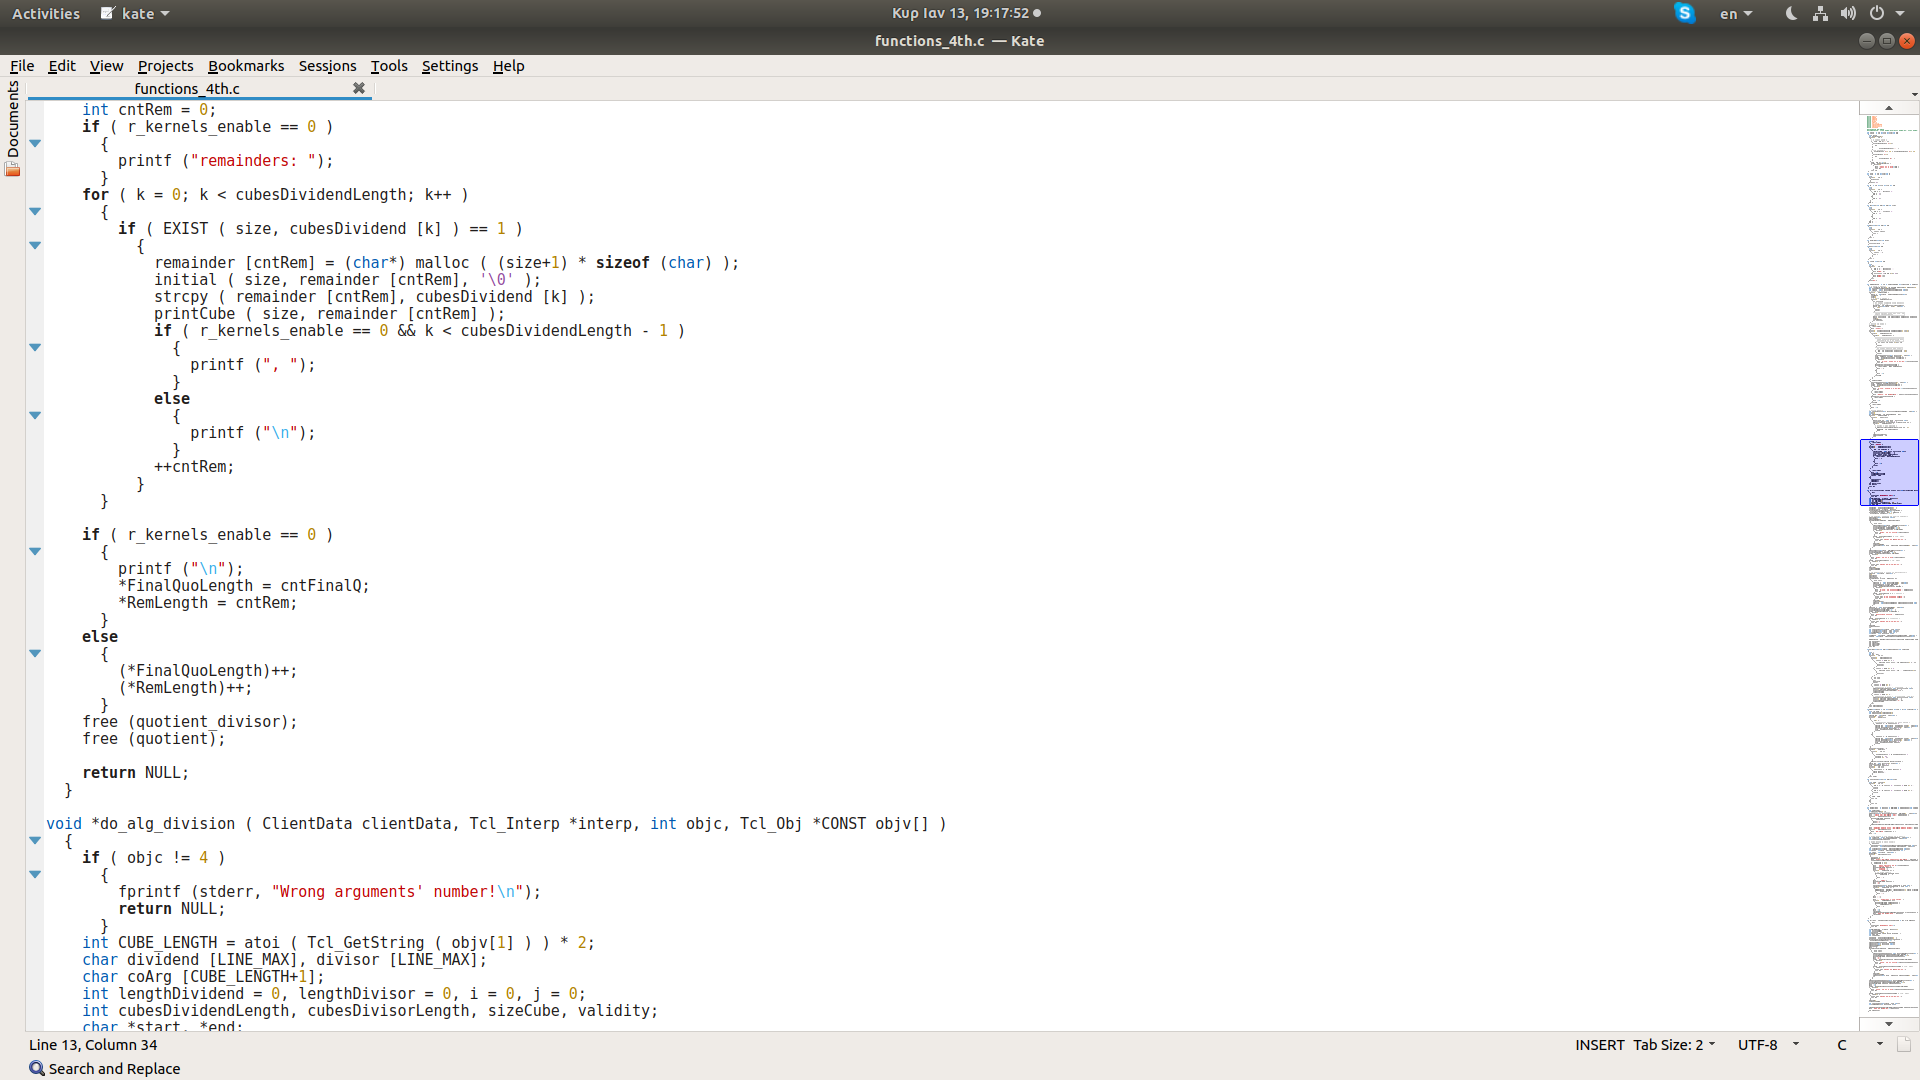 Activities kate Κυρ Ιαν 13, 19:17:52 en
functions_4th.c — Kate
File Edit View Projects Bookmarks Sessions Tools Settings Help
Documents
functions_4th.c
int cntRem = 0;
if ( r_kernels_enable == 0 )
{
printf ("remainders: ");
}
for ( k = 0; k < cubesDividendLength; k++ )
{
if ( EXIST ( size, cubesDividend [k] ) == 1 )
{
remainder [cntRem] = (char*) malloc ( (size+1) * sizeof (char) );
initial ( size, remainder [cntRem], '\0' );
strcpy ( remainder [cntRem], cubesDividend [k] );
printCube ( size, remainder [cntRem] );
if ( r_kernels_enable == 0 && k < cubesDividendLength - 1 )
{
printf (", ");
}
else
{
printf ("\n");
}
++cntRem;
}
}
if ( r_kernels_enable == 0 )
{
printf ("\n");
*FinalQuoLength = cntFinalQ;
*RemLength = cntRem;
}
else
{
(*FinalQuoLength)++;
(*RemLength)++;
}
free (quotient_divisor);
free (quotient);
return NULL;
}
void *do_alg_division ( ClientData clientData, Tcl_Interp *interp, int objc, Tcl_Obj *CONST objv[] )
{
if ( objc != 4 )
{
fprintf (stderr, "Wrong arguments' number!\n");
return NULL;
}
int CUBE_LENGTH = atoi ( Tcl_GetString ( objv[1] ) ) * 2;
char dividend [LINE_MAX], divisor [LINE_MAX];
char coArg [CUBE_LENGTH+1];
int lengthDividend = 0, lengthDivisor = 0, i = 0, j = 0;
int cubesDividendLength, cubesDivisorLength, sizeCube, validity;
char *start, *end;
Line 13, Column 34 INSERT Tab Size: 2 UTF-8 C
Search and Replace